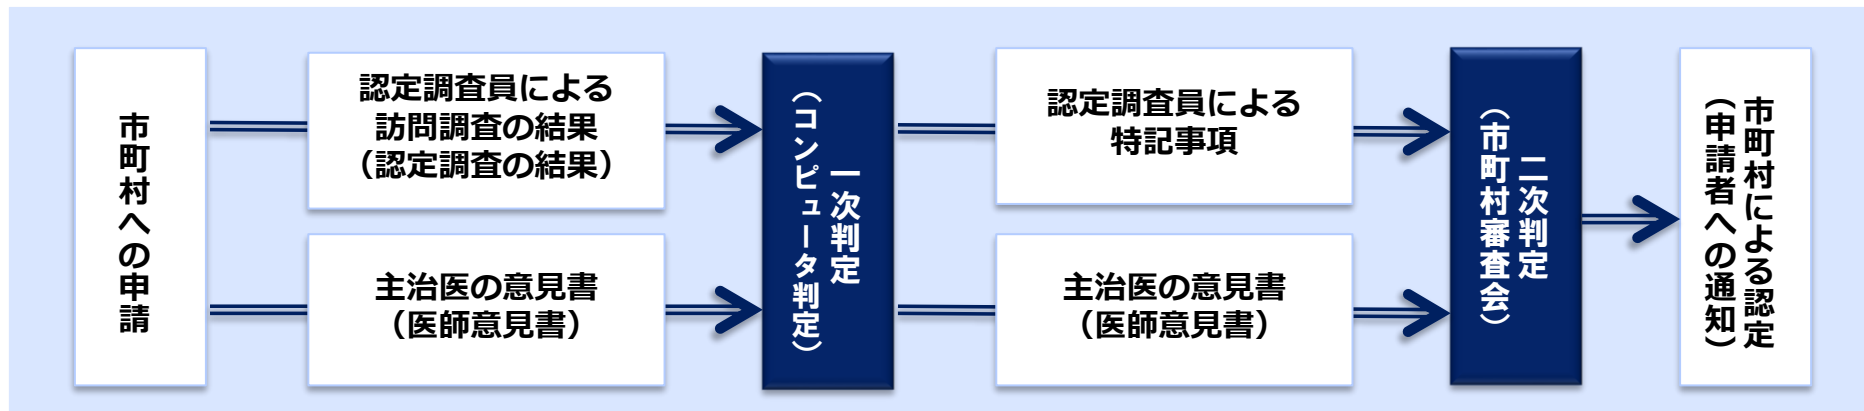 市町村への申請
認定調査員による
訪問調査の結果
（認定調査の結果）
主治医の意見書
（医師意見書）
一次判定
（コンピュータ判定）
認定調査員による
特記事項
主治医の意見書
（医師意見書）
二次判定
（市町村審査会）
市町村による認定
（申請者への通知）